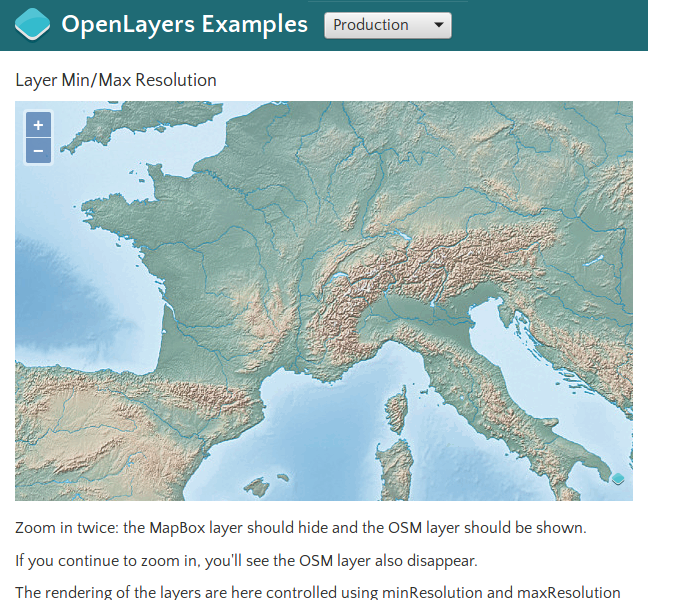 OpenLayers Examples
Production
Layer Min/Max Resolution
+
−
Zoom in twice: the MapBox layer should hide and the OSM layer should be shown.
If you continue to zoom in, you'll see the OSM layer also disappear.
The rendering of the layers are here controlled using minResolution and maxResolution